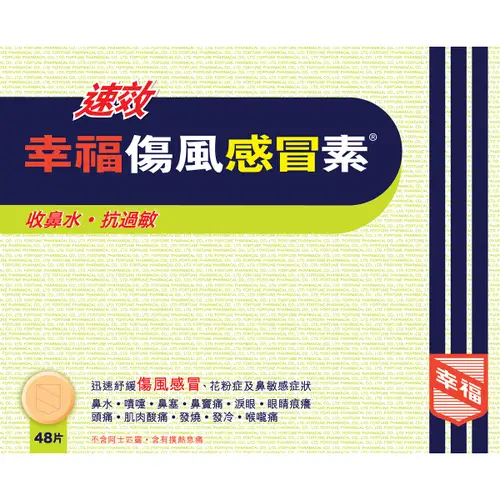 速效
幸福傷風感冒素®
收鼻水·抗過敏
迅速紓緩傷風感冒、花粉症及鼻敏感症狀
鼻水·噴嚏·鼻塞·鼻竇痛·淚眼·眼睛痕癢
頭痛·肌肉酸痛·發燒·發冷·喉嚨痛
48片
不含阿士匹靈·含有撲熱息痛
幸福